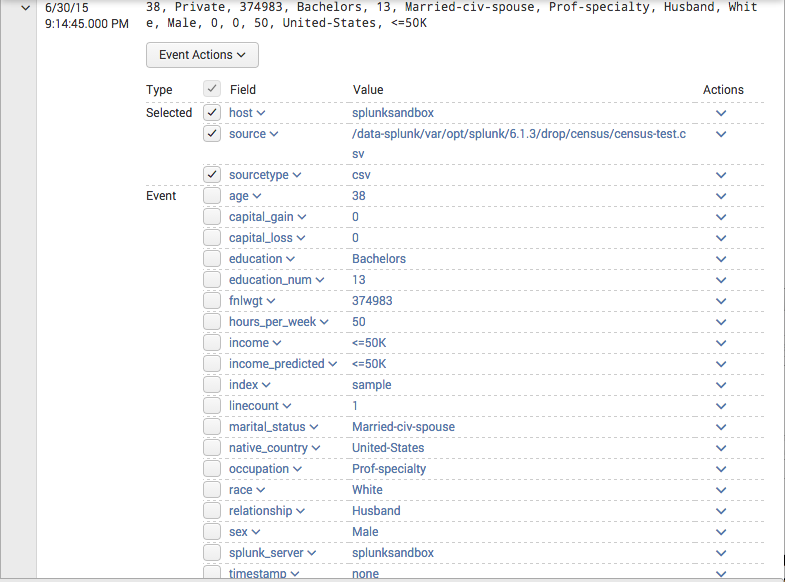 6/30/15 38, Private, 374983, Bachelors, 13, Married-civ-spouse, Prof-specialty, Husband, Whit
9:14:45.000 PM e, Male, 0, 0, 50, United-States, <=50K
Event Actions
Type Field Value Actions
Selected host splunksandbox
source /data-splunk/var/opt/splunk/6.1.3/drop/census/census-test.c
sv
sourcetype csv
Event age 38
capital_gain 0
capital_loss 0
education Bachelors
education_num 13
fnlwgt 374983
hours_per_week 50
income <=50K
income_predicted <=50K
index sample
linecount 1
marital_status Married-civ-spouse
native_country United-States
occupation Prof-specialty
race White
relationship Husband
sex Male
splunk_server splunksandbox
timestamp none